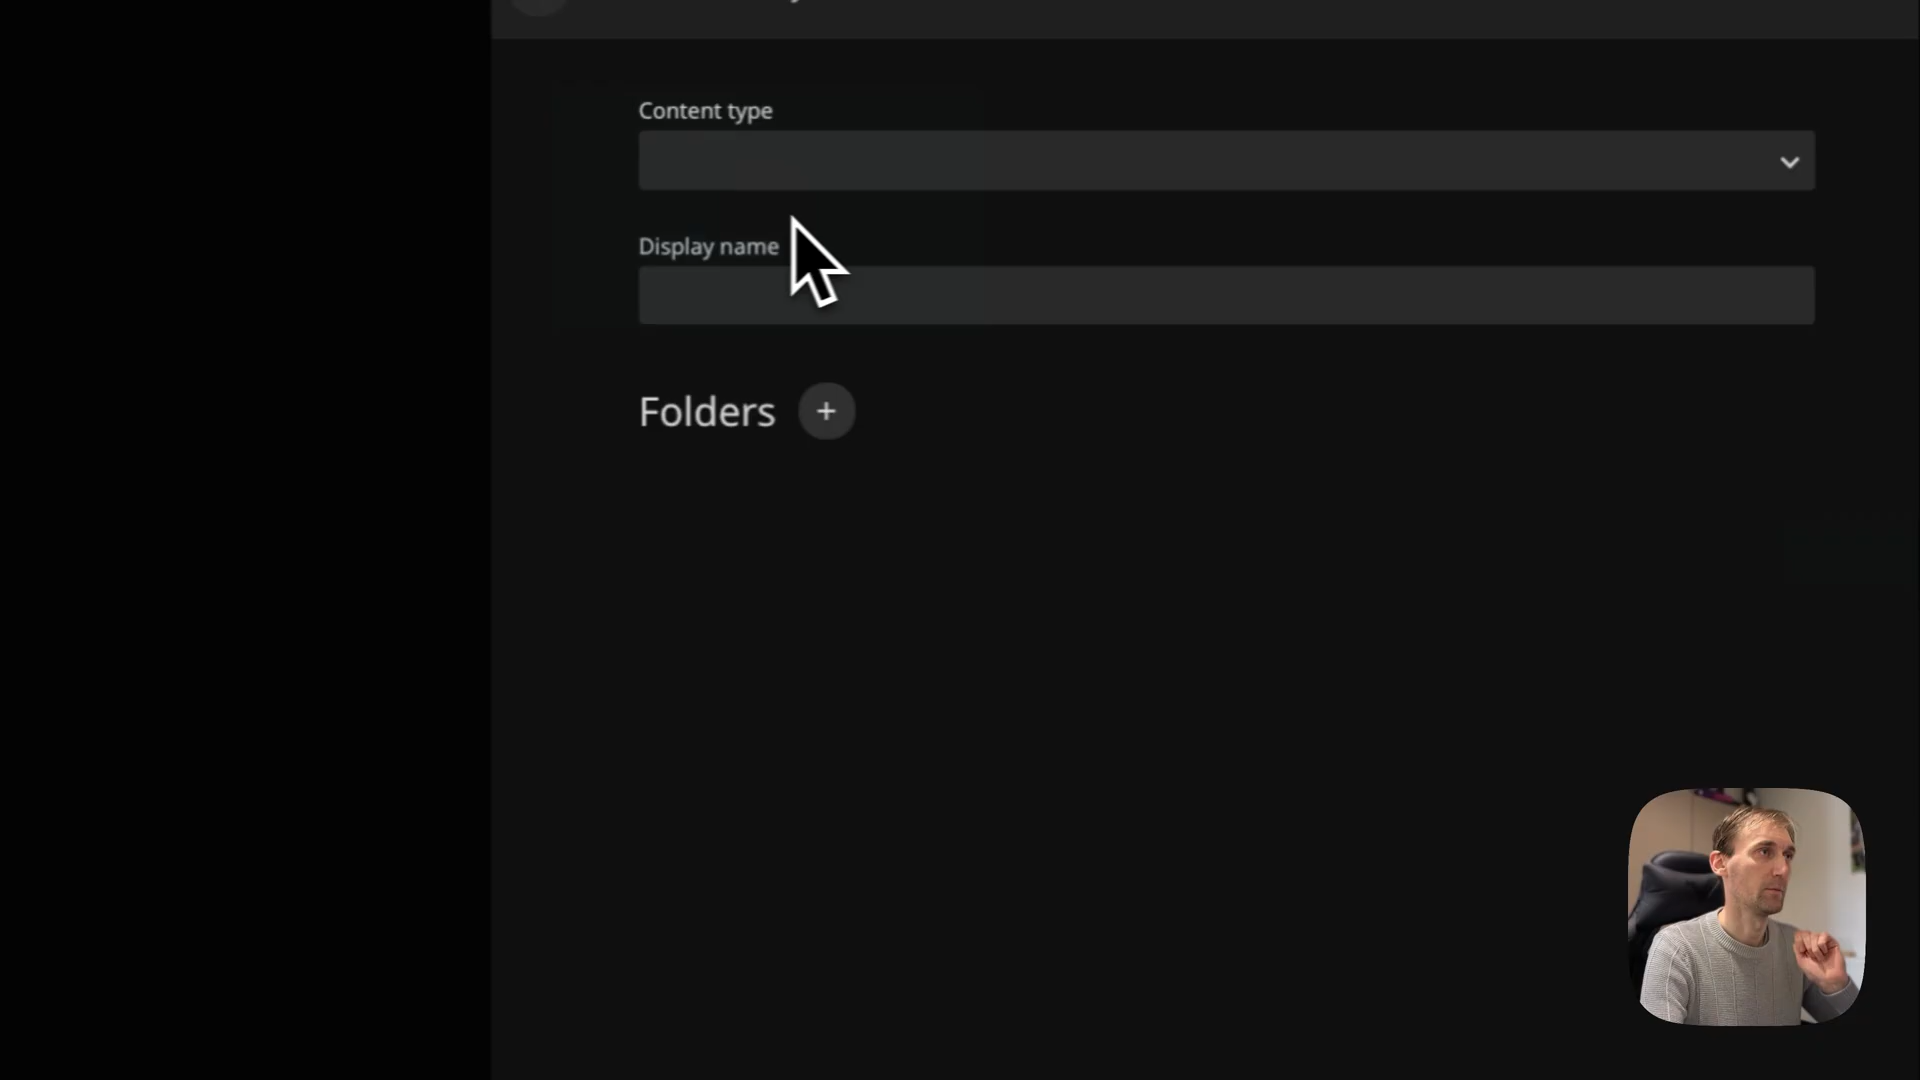 Content type
Display name
Folders +